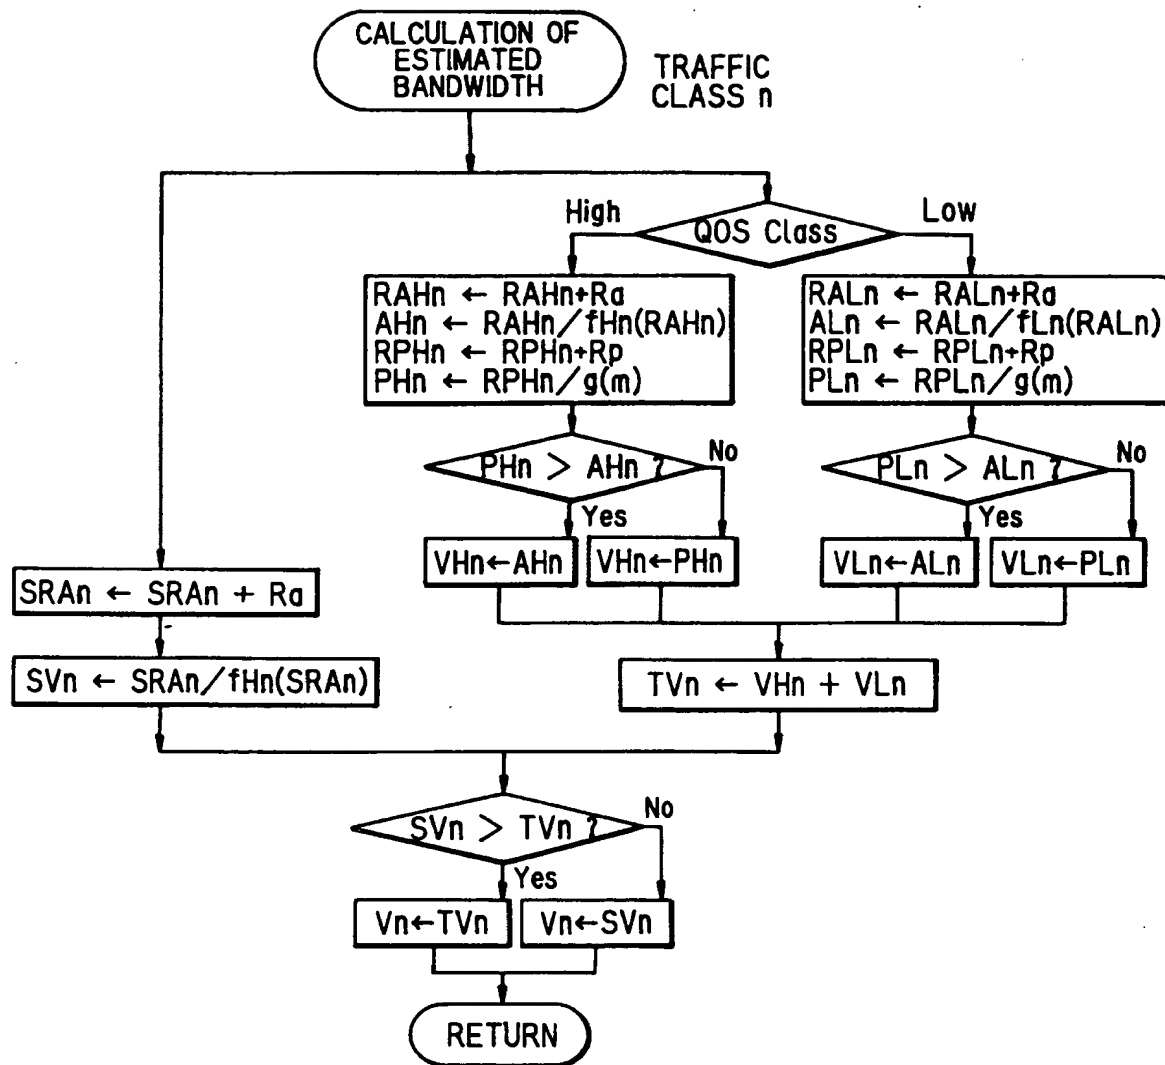 CALCULATION OF
ESTIMATED
BANDWIDTH
TRAFFIC
CLASS n
High
QOS Class
Low
RAHn ← RAHn+Ra
AHn ← RAHn/fHn(RAHn)
RPHn ← RPHn+Rp
PHn ← RPHn/g(m)
RALn ← RALn+Ra
ALn ← RALn/fLn(RALn)
RPLn ← RPLn+Rp
PLn ← RPLn/g(m)
PHn > AHn ?
No
Yes
PLn > ALn ?
No
Yes
VHn←AHn
VHn←PHn
VLn←ALn
VLn←PLn
SRAn ← SRAn + Ra
SVn ← SRAn/fHn(SRAn)
TVn ← VHn + VLn
SVn > TVn ?
No
Yes
Vn←TVn
Vn←SVn
RETURN